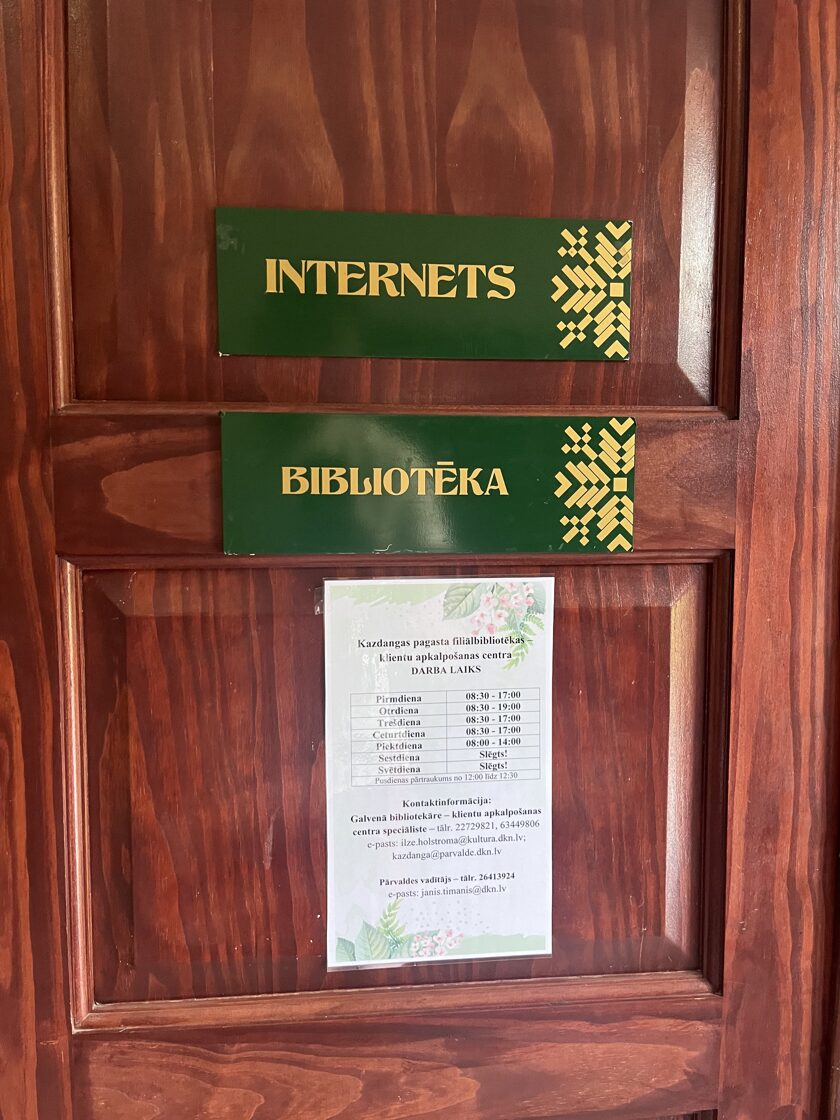 INTERNETS
BIBLIOTĒKA
Kazdangas pagasta filiālbibliotēkas –
klientu apkalpošanas centra
DARBA LAIKS
Pirmdiena 08:30 - 17:00
Otrdiena 08:30 - 19:00
Trešdiena 08:30 - 17:00
Ceturtdiena 08:30 - 17:00
Piektdiena 08:00 - 14:00
Sestdiena Slēgts!
Svētdiena Slēgts!
Pusdienas pārtraukums no 12:00 līdz 12:30
Kontaktinformācija:
Galvenā bibliotekāre – klientu apkalpošanas
centra speciāliste – tālr. 22729821, 63449806
e-pasts: ilze.holstroma@kultura.dkn.lv;
kazdanga@parvalde.dkn.lv
Pārvaldes vadītājs – tālr. 26413924
e-pasts: janis.timanis@dkn.lv